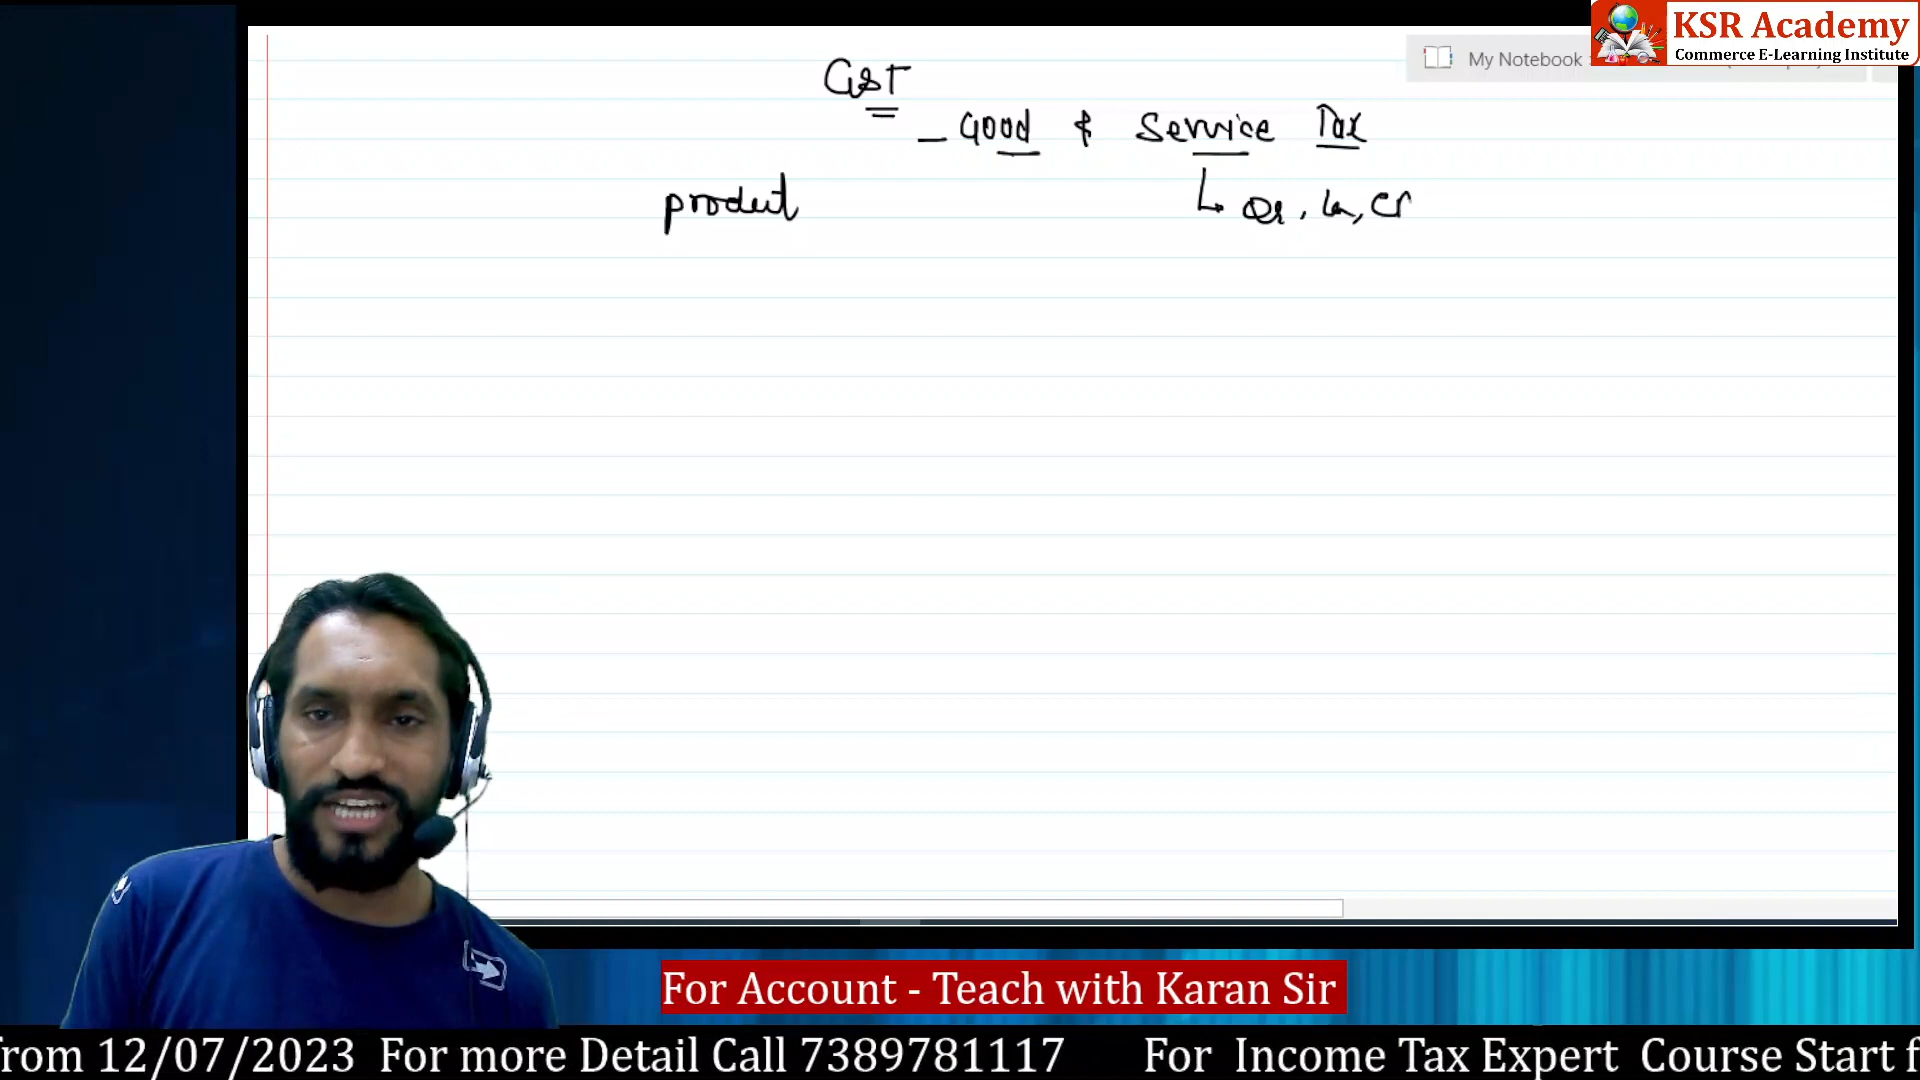 KSR Academy
Commerce E-Learning Institute
My Notebook
GST
- Good & Service Tax
product
For Account - Teach with Karan Sir
from 12/07/2023 For more Detail Call 7389781117 For Income Tax Expert Course Start f